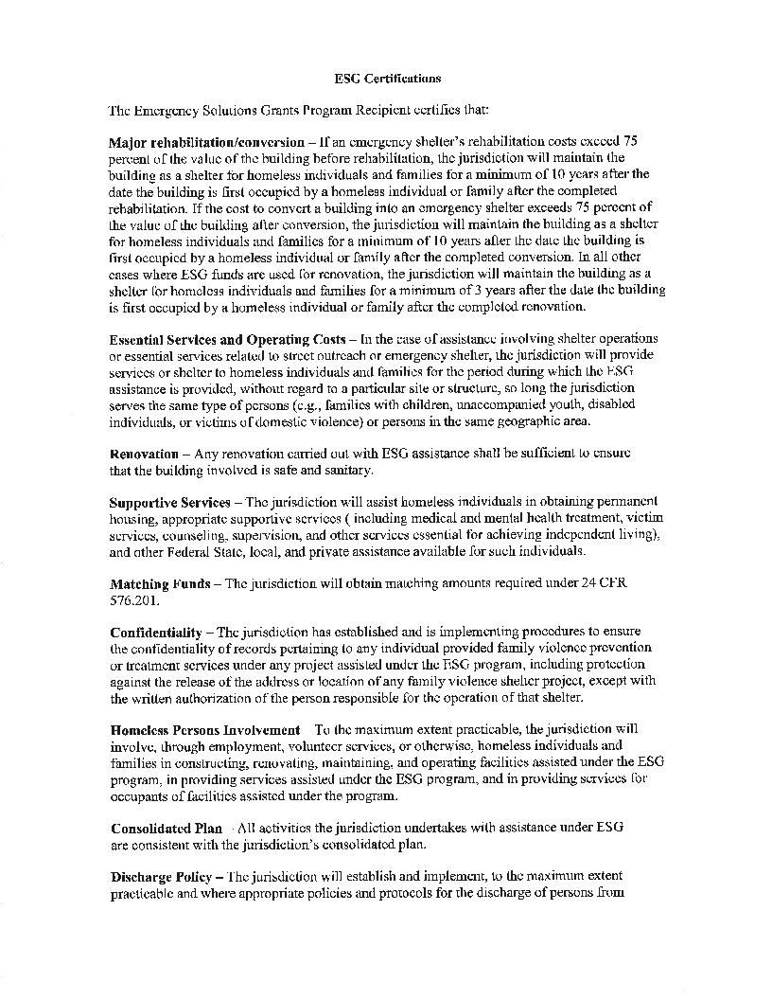 ESG Certifications
The Emergency Solutions Grants Program Recipient certifies that:
Major rehabilitation/conversion – If an emergency shelter's rehabilitation costs exceed 75
percent of the value of the building before rehabilitation, the jurisdiction will maintain the
building as a shelter for homeless individuals and families for a minimum of 10 years after the
date the building is first occupied by a homeless individual or family after the completed
rehabilitation. If the cost to convert a building into an emergency shelter exceeds 75 percent of
the value of the building after conversion, the jurisdiction will maintain the building as a shelter
for homeless individuals and families for a minimum of 10 years after the date the building is
first occupied by a homeless individual or family after the completed conversion. In all other
cases where ESG funds are used for renovation, the jurisdiction will maintain the building as a
shelter for homeless individuals and families for a minimum of 3 years after the date the building
is first occupied by a homeless individual or family after the completed renovation.
Essential Services and Operating Costs – In the case of assistance involving shelter operations
or essential services related to street outreach or emergency shelter, the jurisdiction will provide
services or shelter to homeless individuals and families for the period during which the ESG
assistance is provided, without regard to a particular site or structure, so long the jurisdiction
serves the same type of persons (e.g., families with children, unaccompanied youth, disabled
individuals, or victims of domestic violence) or persons in the same geographic area.
Renovation – Any renovation carried out with ESG assistance shall be sufficient to ensure
that the building involved is safe and sanitary.
Supportive Services – The jurisdiction will assist homeless individuals in obtaining permanent
housing, appropriate supportive services ( including medical and mental health treatment, victim
services, counseling, supervision, and other services essential for achieving independent living),
and other Federal State, local, and private assistance available for such individuals.
Matching Funds – The jurisdiction will obtain matching amounts required under 24 CFR
576.201.
Confidentiality – The jurisdiction has established and is implementing procedures to ensure
the confidentiality of records pertaining to any individual provided family violence prevention
or treatment services under any project assisted under the ESG program, including protection
against the release of the address or location of any family violence shelter project, except with
the written authorization of the person responsible for the operation of that shelter.
Homeless Persons Involvement – To the maximum extent practicable, the jurisdiction will
involve, through employment, volunteer services, or otherwise, homeless individuals and
families in constructing, renovating, maintaining, and operating facilities assisted under the ESG
program, in providing services assisted under the ESG program, and in providing services for
occupants of facilities assisted under the program.
Consolidated Plan – All activities the jurisdiction undertakes with assistance under ESG
are consistent with the jurisdiction's consolidated plan.
Discharge Policy – The jurisdiction will establish and implement, to the maximum extent
practicable and where appropriate policies and protocols for the discharge of persons from